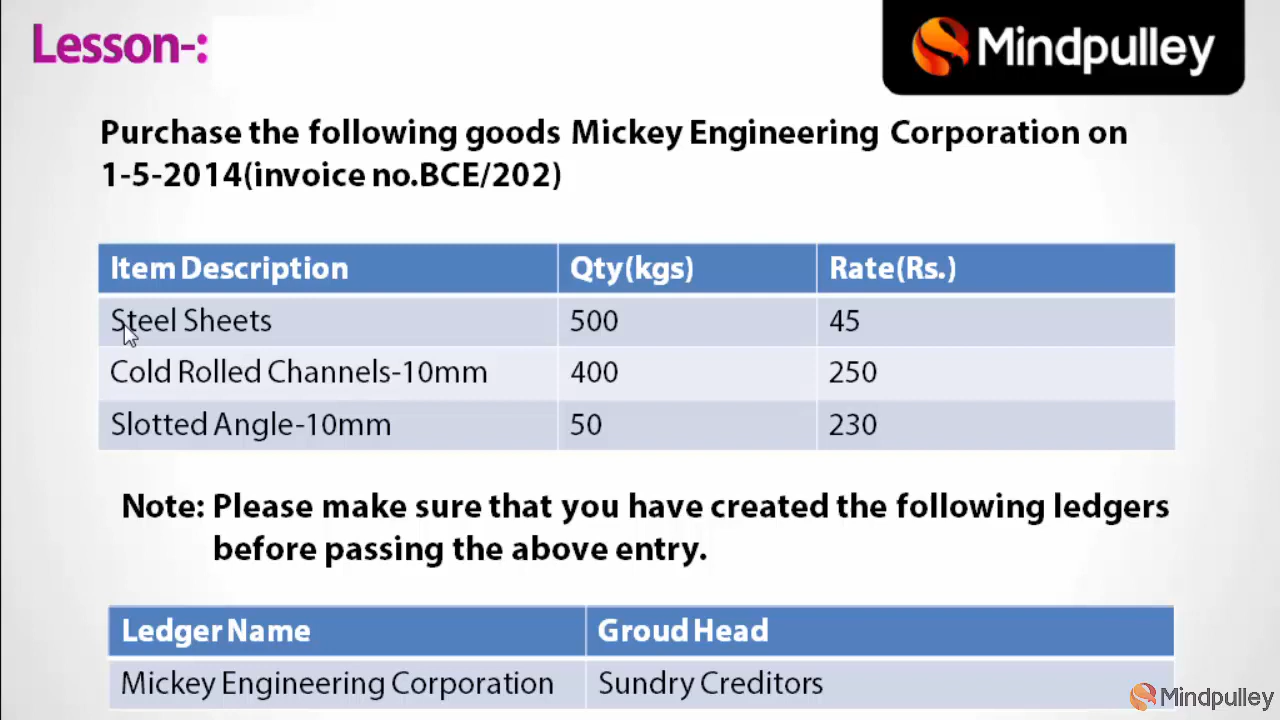 Lesson-:
Mindpulley
Purchase the following goods Mickey Engineering Corporation on
1-5-2014(invoice no.BCE/202)
Item Description Qty(kgs) Rate(Rs.)
Steel Sheets 500 45
Cold Rolled Channels-10mm 400 250
Slotted Angle-10mm 50 230
Note: Please make sure that you have created the following ledgers
before passing the above entry.
Ledger Name Groud Head
Mickey Engineering Corporation Sundry Creditors
Mindpulley